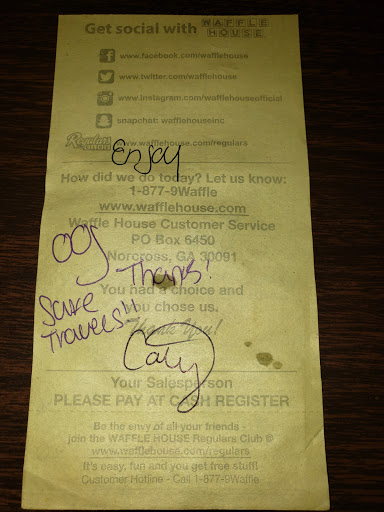 Get social with WAFFLE HOUSE
www.facebook.com/wafflehouse
www.twitter.com/wafflehouse
www.instagram.com/wafflehouseofficial
snapchat: wafflehouseinc
Regulars CLUB www.wafflehouse.com/regulars
Enjoy
How did we do today? Let us know:
1-877-9Waffle
www.wafflehouse.com
Waffle House Customer Service
PO Box 6450
Norcross, GA 30091
Thanks!
You had a choice and
you chose us.
Safe
Travels!!
Thank You!
Caty
Your Salesperson
PLEASE PAY AT CASH REGISTER
Be the envy of all your friends -
join the WAFFLE HOUSE Regulars Club ®
www.wafflehouse.com/regulars
It's easy, fun and you get free stuff!
Customer Hotline - Call 1-877-9Waffle